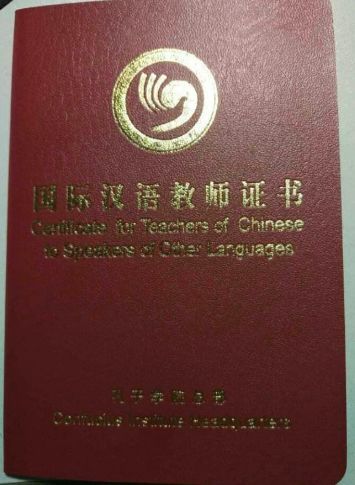 国际汉语教师证书
Certificate for Teachers of Chinese
to Speakers of Other Languages
孔子学院总部
Confucius Institute Headquarters